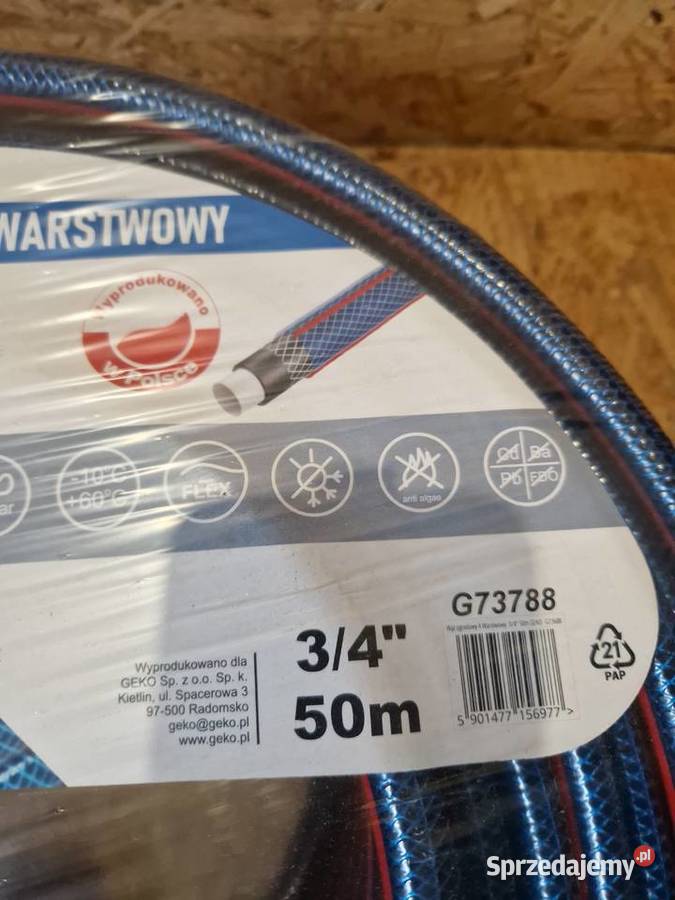 WARSTWOWY
Wyprodukowano
w Polsce
-10°C
+60°C
FLEX
anti algae
Cd Ba
Pb
G73788
3/4"
50m
Wyprodukowano dla
GEKO Sp. z o.o. Sp. k.
Kietlin, ul. Spacerowa 3
97-500 Radomsko
geko@geko.pl
www.geko.pl
5 901477 156977 >
21
PAP
Sprzedajemy.pl